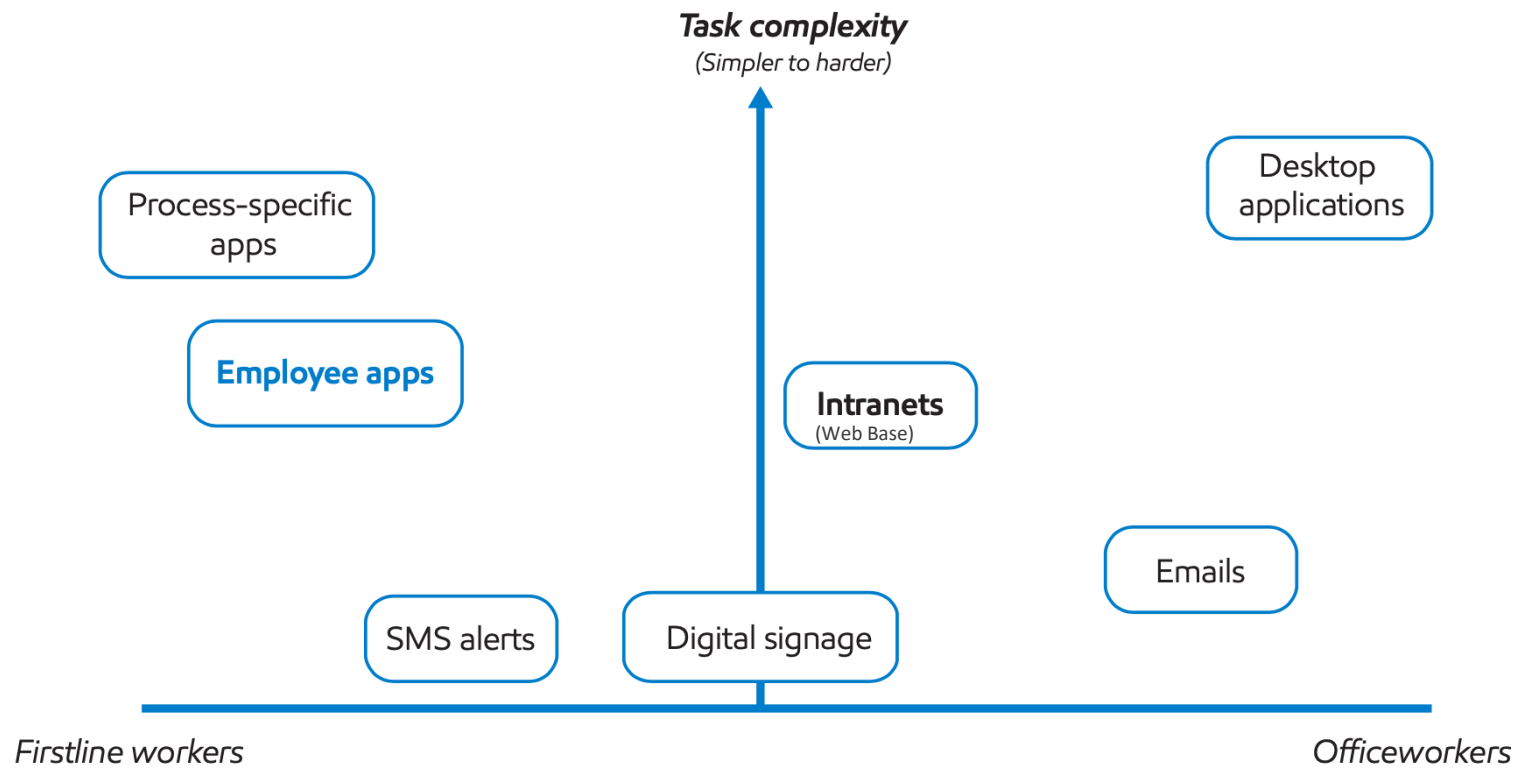 Task complexity
(Simpler to harder)
Desktop
applications
Process-specific
apps
Employee apps
Intranets
(Web Base)
Emails
SMS alerts
Digital signage
Firstline workers
Officeworkers